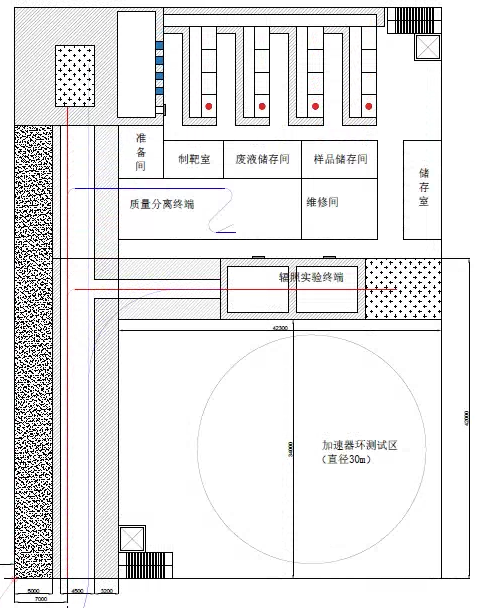 准
备
间
制靶室
废液储存间
样品储存间
储
存
室
质量分离终端
维修间
辐照实验终端
42300
34000
42000
加速器环测试区
（直径30m）
5000
4500
3200
7000